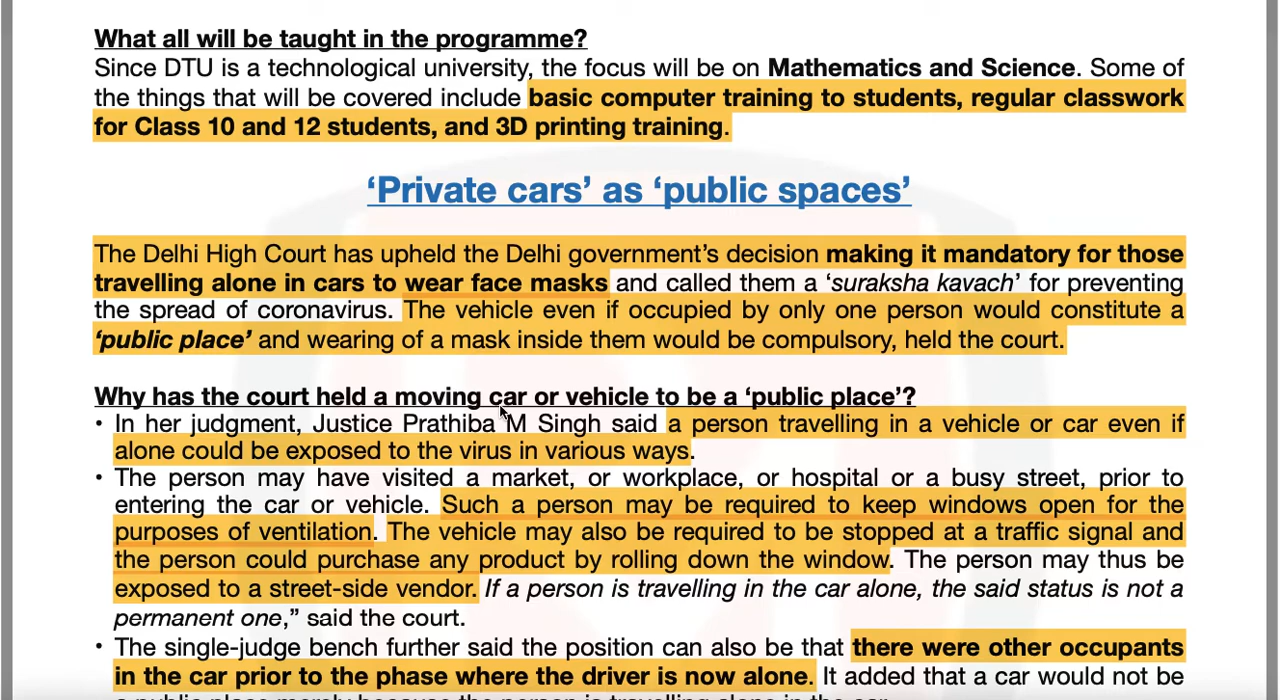 What all will be taught in the programme?
Since DTU is a technological university, the focus will be on Mathematics and Science. Some of
the things that will be covered include basic computer training to students, regular classwork
for Class 10 and 12 students, and 3D printing training.
‘Private cars’ as ‘public spaces’
The Delhi High Court has upheld the Delhi government’s decision making it mandatory for those
travelling alone in cars to wear face masks and called them a ‘suraksha kavach’ for preventing
the spread of coronavirus. The vehicle even if occupied by only one person would constitute a
‘public place’ and wearing of a mask inside them would be compulsory, held the court.
Why has the court held a moving car or vehicle to be a ‘public place’?
• In her judgment, Justice Prathiba M Singh said a person travelling in a vehicle or car even if
alone could be exposed to the virus in various ways.
• The person may have visited a market, or workplace, or hospital or a busy street, prior to
entering the car or vehicle. Such a person may be required to keep windows open for the
purposes of ventilation. The vehicle may also be required to be stopped at a traffic signal and
the person could purchase any product by rolling down the window. The person may thus be
exposed to a street-side vendor. If a person is travelling in the car alone, the said status is not a
permanent one,” said the court.
• The single-judge bench further said the position can also be that there were other occupants
in the car prior to the phase where the driver is now alone. It added that a car would not be
a public place merely because the person is travelling alone in the car.